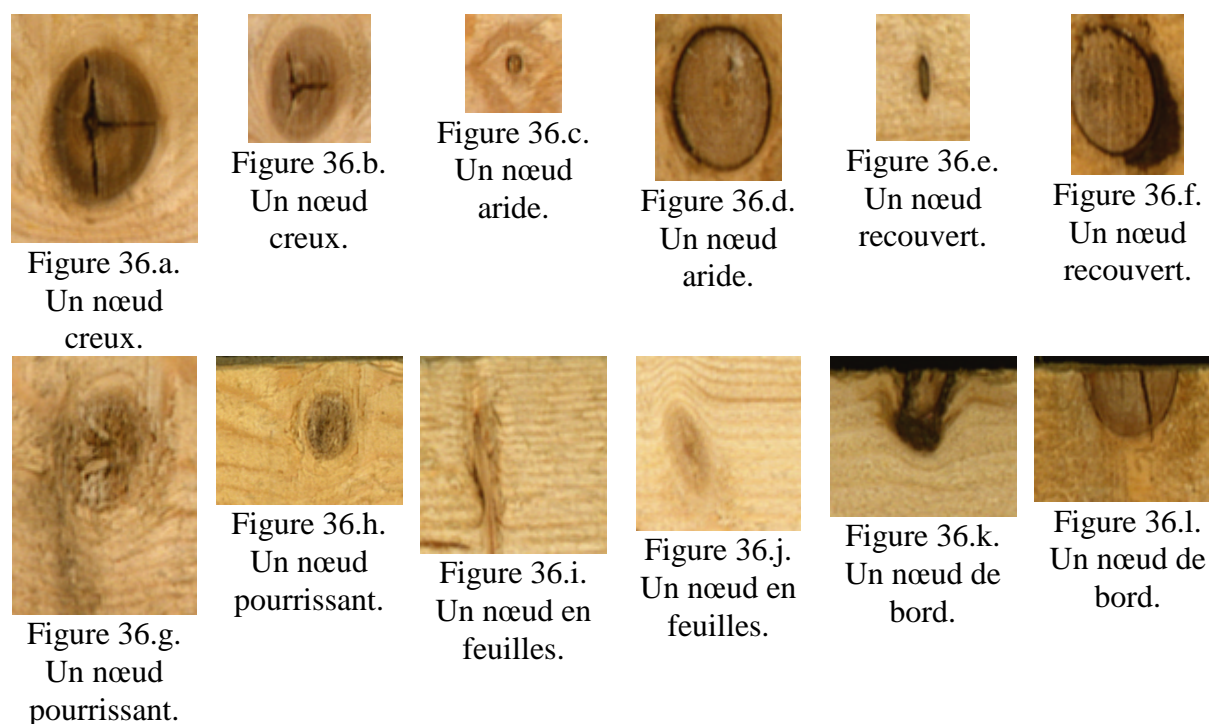 Figure 36.a.
Un nœud
creux.
Figure 36.b.
Un nœud
creux.
Figure 36.c.
Un nœud
aride.
Figure 36.d.
Un nœud
aride.
Figure 36.e.
Un nœud
recouvert.
Figure 36.f.
Un nœud
recouvert.
Figure 36.g.
Un nœud
pourrissant.
Figure 36.h.
Un nœud
pourrissant.
Figure 36.i.
Un nœud en
feuilles.
Figure 36.j.
Un nœud en
feuilles.
Figure 36.k.
Un nœud de
bord.
Figure 36.l.
Un nœud de
bord.